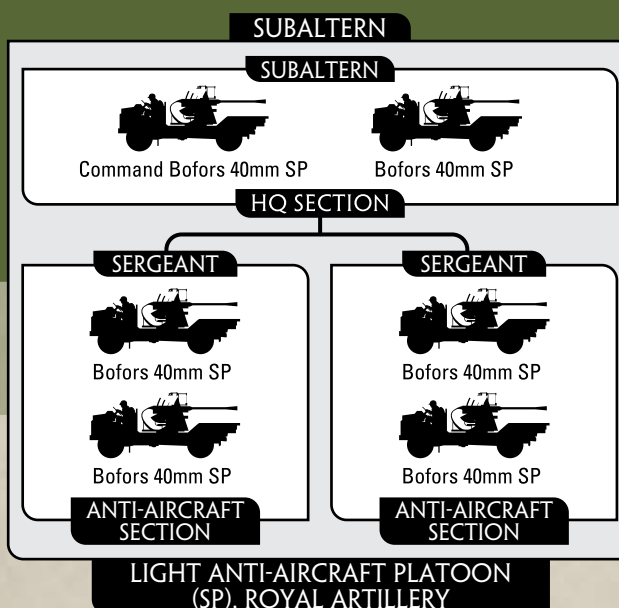 SUBALTERN
SUBALTERN
Command Bofors 40mm SP
Bofors 40mm SP
HQ SECTION
SERGEANT
Bofors 40mm SP
Bofors 40mm SP
ANTI-AIRCRAFT
SECTION
SERGEANT
Bofors 40mm SP
Bofors 40mm SP
ANTI-AIRCRAFT
SECTION
LIGHT ANTI-AIRCRAFT PLATOON
(SP), ROYAL ARTILLERY